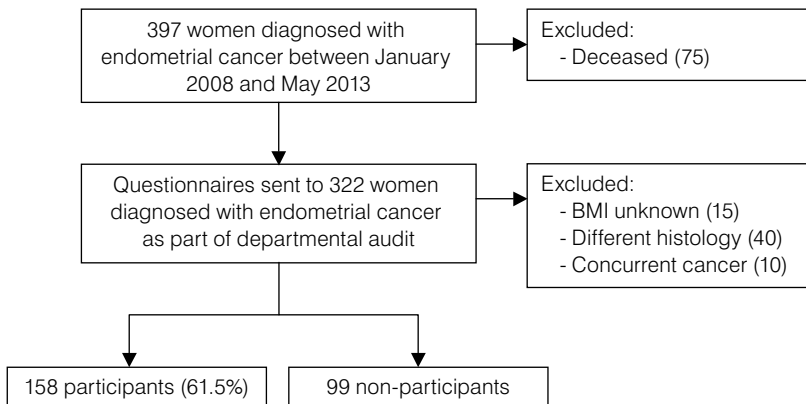 397 women diagnosed with
endometrial cancer between January
2008 and May 2013
Excluded:
- Deceased (75)
Questionnaires sent to 322 women
diagnosed with endometrial cancer
as part of departmental audit
Excluded:
- BMI unknown (15)
- Different histology (40)
- Concurrent cancer (10)
158 participants (61.5%)
99 non-participants